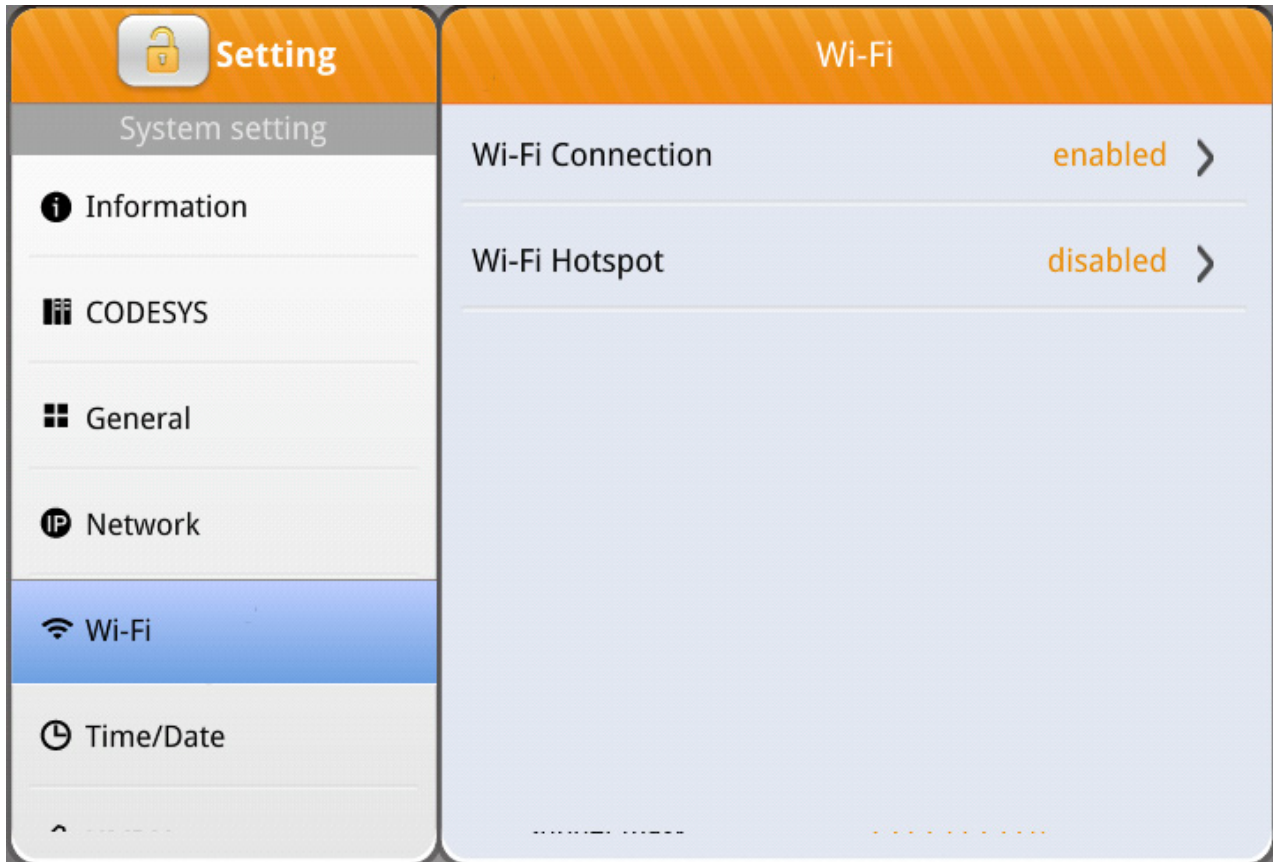 Setting
System setting
Information
CODESYS
General
Network
Wi-Fi
Time/Date
Wi-Fi
Wi-Fi Connection enabled
Wi-Fi Hotspot disabled